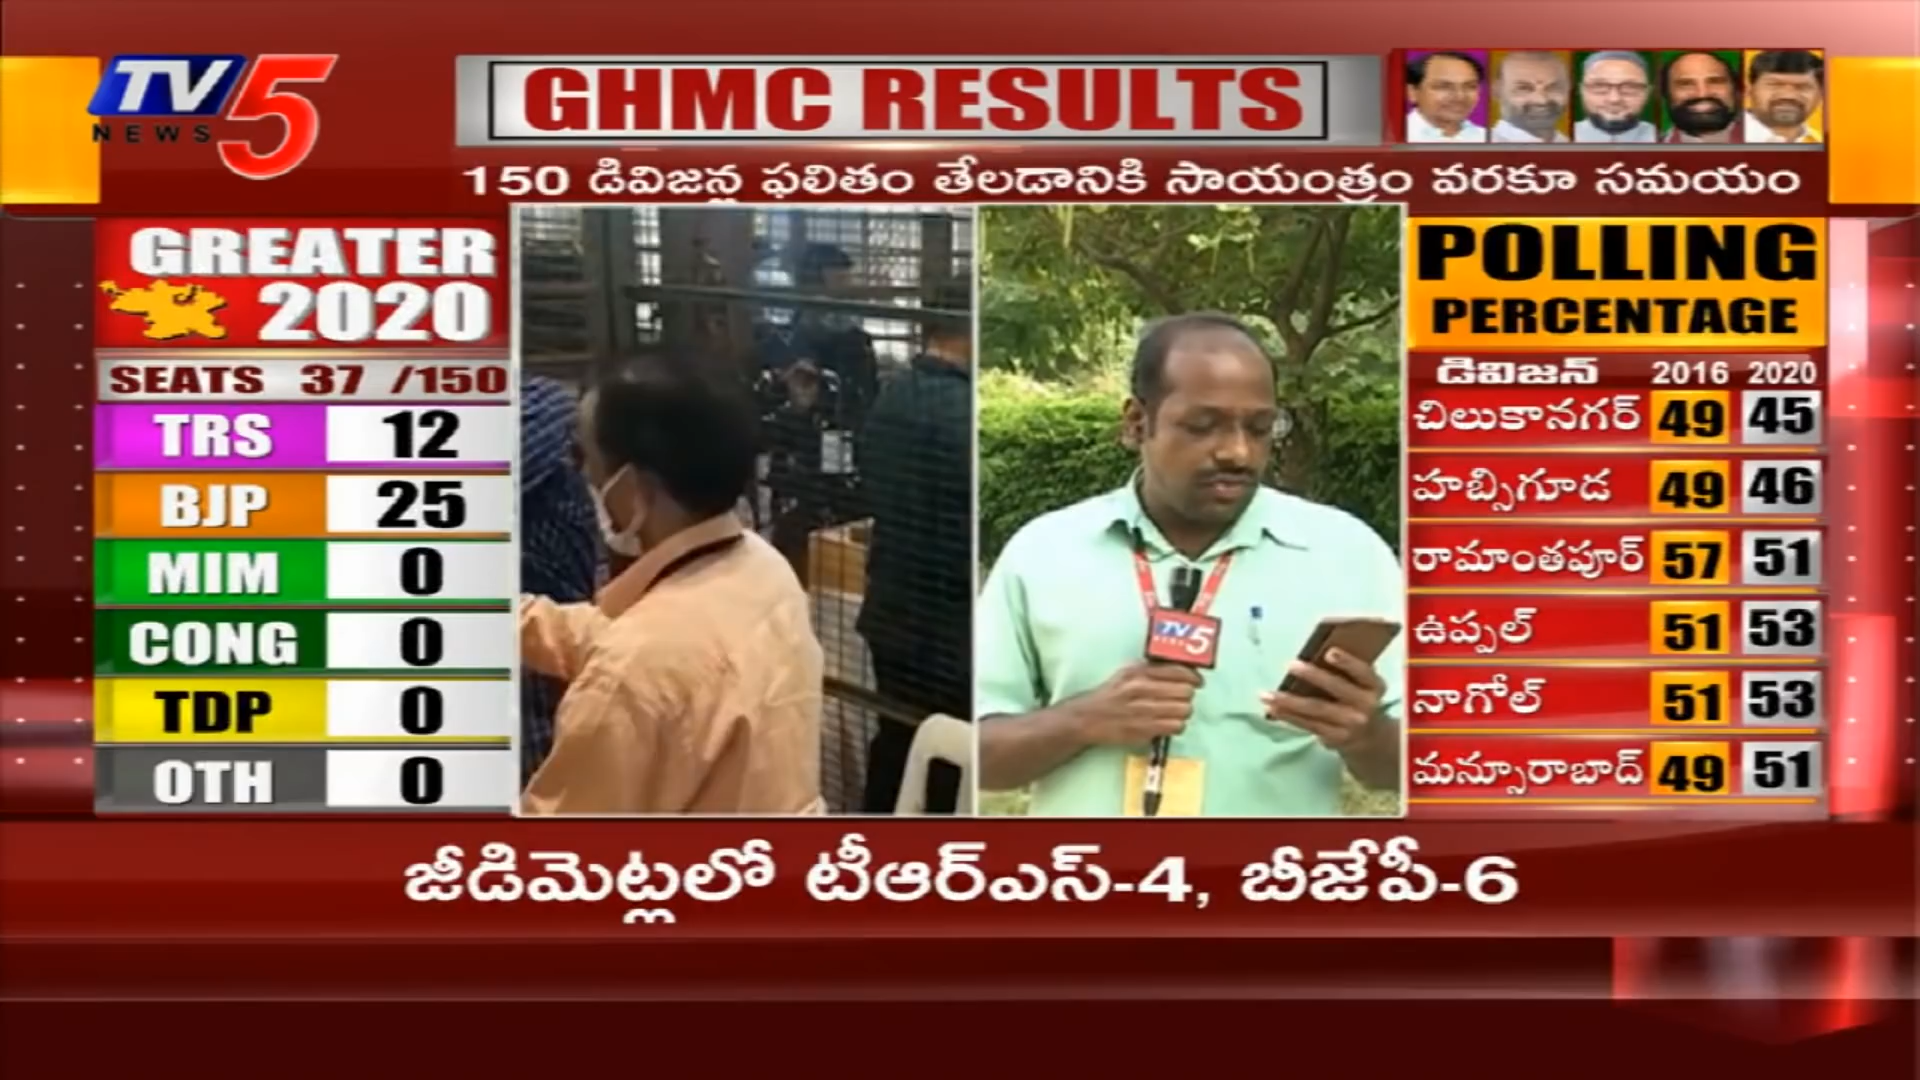 TV5
NEWS
GHMC RESULTS
150 డివిజన్ల ఫలితం తేలడానికి సాయంత్రం వరకూ సమయం
GREATER
2020
SEATS 37 /150
TRS 12
BJP 25
MIM 0
CONG 0
TDP 0
OTH 0
TV5
NEWS
POLLING
PERCENTAGE
డివిజన్ 2016 2020
చిలుకానగర్ 49 45
హబ్సిగూడ 49 46
రామాంతపూర్ 57 51
ఉప్పల్ 51 53
నాగోల్ 51 53
మన్సూరాబాద్ 49 51
జీడిమెట్లలో టీఆర్ఎస్-4, బీజేపీ-6